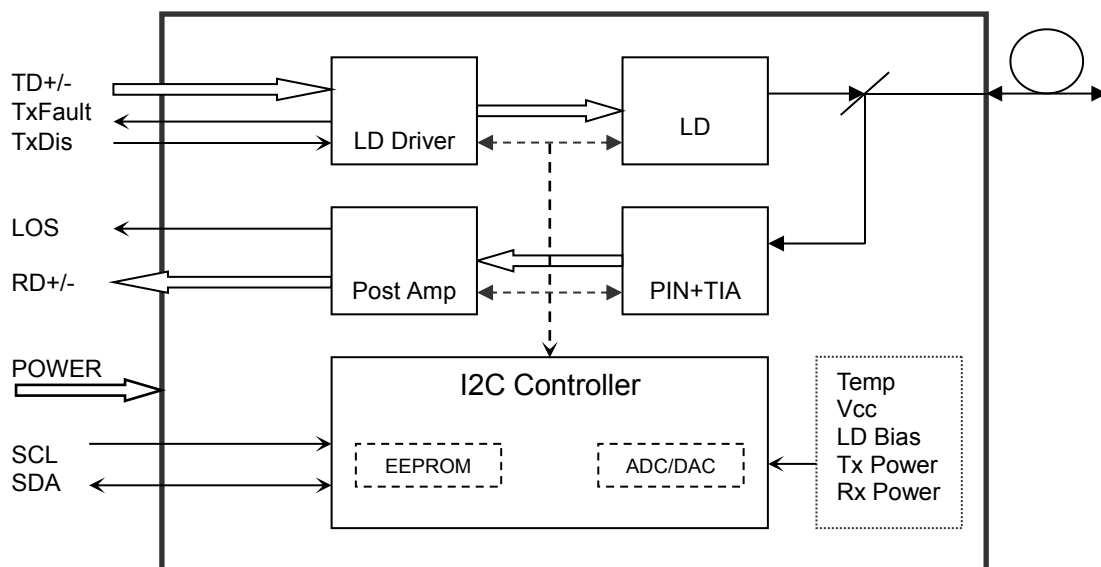 TD+/-
TxFault
TxDis
LD Driver
LD
LOS
RD+/-
Post Amp
PIN+TIA
POWER
I2C Controller
SCL
SDA
EEPROM
ADC/DAC
Temp
Vcc
LD Bias
Tx Power
Rx Power